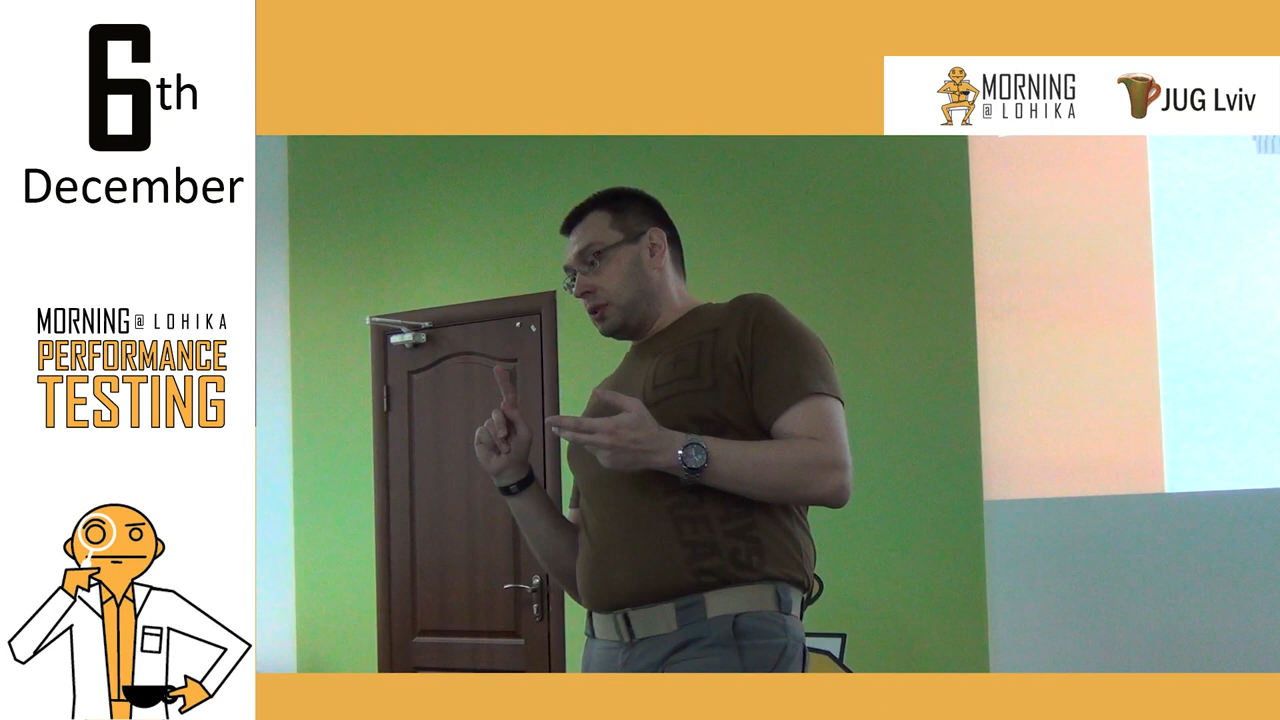 6th
December
MORNING @ LOHIKA
PERFORMANCE
TESTING
MORNING
@ LOHIKA
JUG Lviv